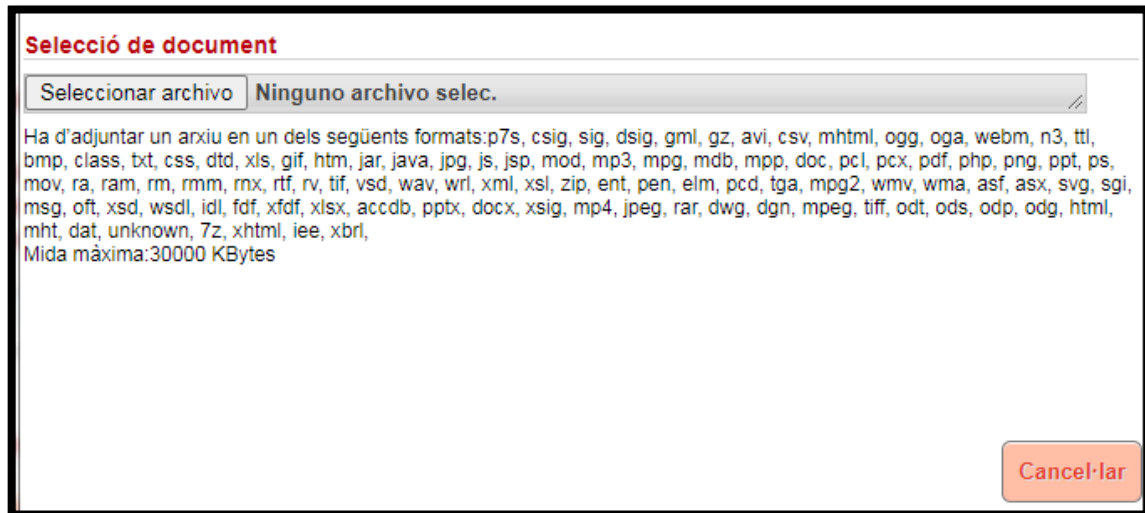 Selecció de document
Seleccionar archivo Ninguno archivo selec.
Ha d'adjuntar un arxiu en un dels següents formats:p7s, csig, sig, dsig, gml, gz, avi, csv, mhtml, ogg, oga, webm, n3, ttl,
bmp, class, txt, css, dtd, xls, gif, htm, jar, java, jpg, js, jsp, mod, mp3, mpg, mdb, mpp, doc, pcl, pcx, pdf, php, png, ppt, ps,
mov, ra, ram, rm, rmm, rnx, rtf, rv, tif, vsd, wav, wrl, xml, xsl, zip, ent, pen, elm, pcd, tga, mpg2, wmv, wma, asf, asx, svg, sgi,
msg, oft, xsd, wsdl, idl, fdf, xfdf, xlsx, accdb, pptx, docx, xsig, mp4, jpeg, rar, dwg, dgn, mpeg, tiff, odt, ods, odp, odg, html,
mht, dat, unknown, 7z, xhtml, iee, xbrl,
Mida màxima:30000 KBytes
Cancel·lar